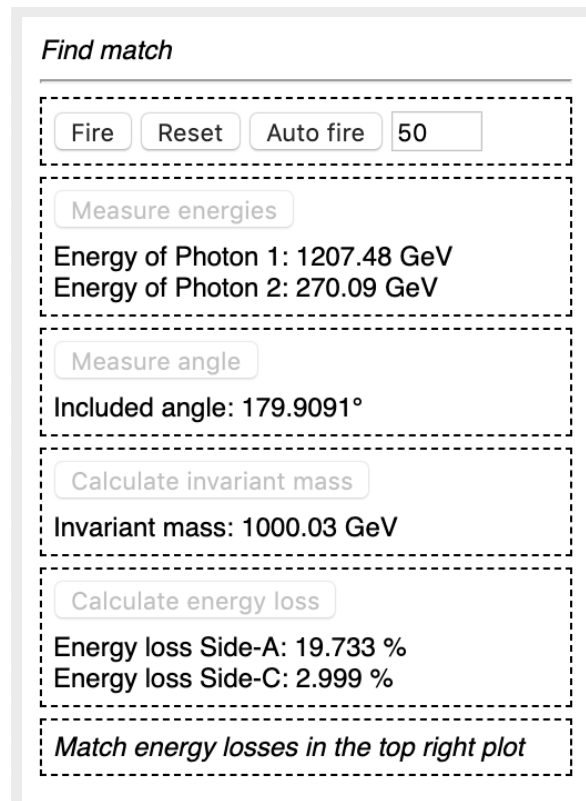 Find match
Fire Reset Auto fire 50
Measure energies
Energy of Photon 1: 1207.48 GeV
Energy of Photon 2: 270.09 GeV
Measure angle
Included angle: 179.9091°
Calculate invariant mass
Invariant mass: 1000.03 GeV
Calculate energy loss
Energy loss Side-A: 19.733 %
Energy loss Side-C: 2.999 %
Match energy losses in the top right plot